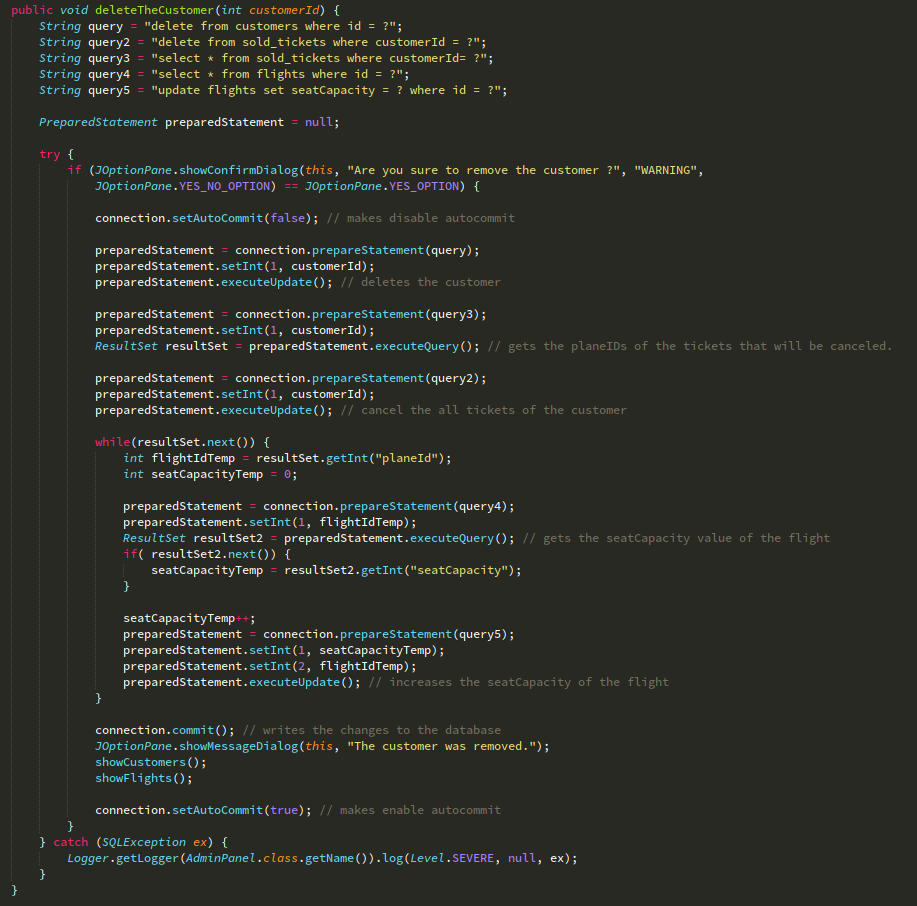 public void deleteTheCustomer(int customerId) {
    String query = "delete from customers where id = ?";
    String query2 = "delete from sold_tickets where customerId = ?";
    String query3 = "select * from sold_tickets where customerId= ?";
    String query4 = "select * from flights where id = ?";
    String query5 = "update flights set seatCapacity = ? where id = ?";

    PreparedStatement preparedStatement = null;

    try {
        if (JOptionPane.showConfirmDialog(this, "Are you sure to remove the customer ?", "WARNING",
            JOptionPane.YES_NO_OPTION) == JOptionPane.YES_OPTION) {

            connection.setAutoCommit(false); // makes disable autocommit

            preparedStatement = connection.prepareStatement(query);
            preparedStatement.setInt(1, customerId);
            preparedStatement.executeUpdate(); // deletes the customer

            preparedStatement = connection.prepareStatement(query3);
            preparedStatement.setInt(1, customerId);
            ResultSet resultSet = preparedStatement.executeQuery(); // gets the planeIDs of the tickets that will be canceled.

            preparedStatement = connection.prepareStatement(query2);
            preparedStatement.setInt(1, customerId);
            preparedStatement.executeUpdate(); // cancel the all tickets of the customer

            while(resultSet.next()) {
                int flightIdTemp = resultSet.getInt("planeId");
                int seatCapacityTemp = 0;

                preparedStatement = connection.prepareStatement(query4);
                preparedStatement.setInt(1, flightIdTemp);
                ResultSet resultSet2 = preparedStatement.executeQuery(); // gets the seatCapacity value of the flight
                if( resultSet2.next()) {
                    seatCapacityTemp = resultSet2.getInt("seatCapacity");
                }

                seatCapacityTemp++;
                preparedStatement = connection.prepareStatement(query5);
                preparedStatement.setInt(1, seatCapacityTemp);
                preparedStatement.setInt(2, flightIdTemp);
                preparedStatement.executeUpdate(); // increases the seatCapacity of the flight
            }

            connection.commit(); // writes the changes to the database
            JOptionPane.showMessageDialog(this, "The customer was removed.");
            showCustomers();
            showFlights();

            connection.setAutoCommit(true); // makes enable autocommit
        }
    } catch (SQLException ex) {
        Logger.getLogger(AdminPanel.class.getName()).log(Level.SEVERE, null, ex);
    }
}